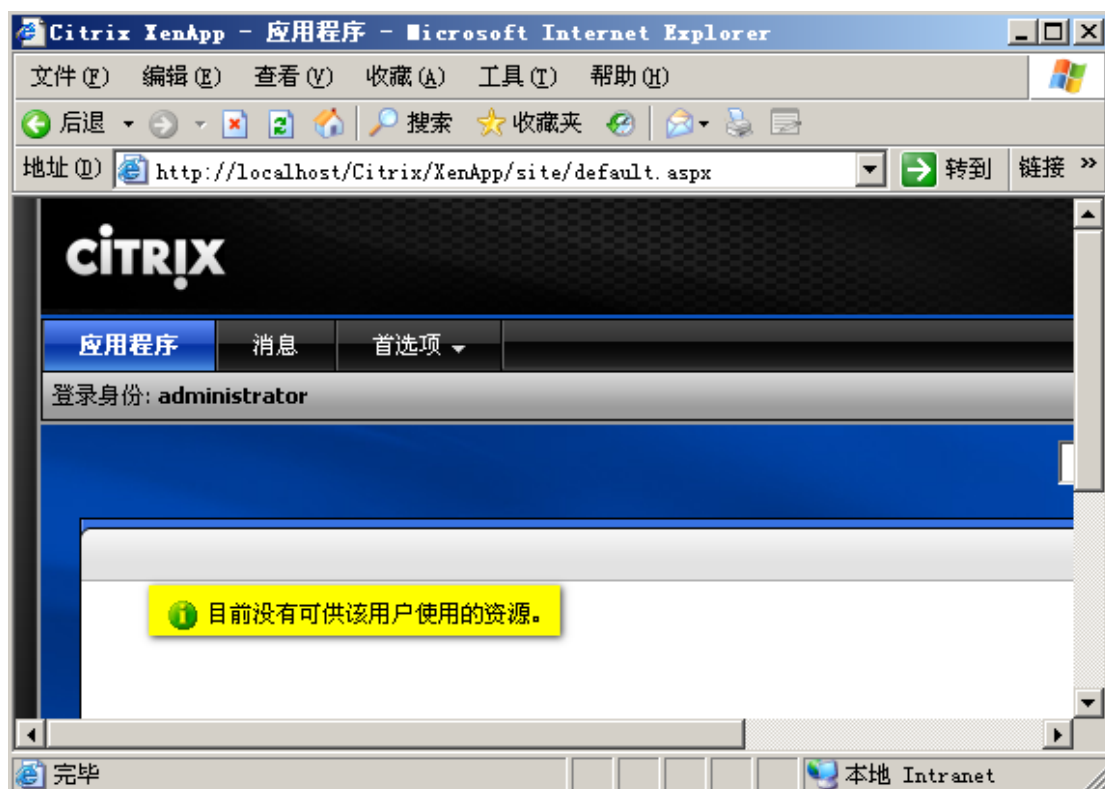 Citrix XenApp - 应用程序 - Microsoft Internet Explorer
文件(F) 编辑(E) 查看(V) 收藏(A) 工具(T) 帮助(H)
后退 搜索 收藏夹
地址(D) http://localhost/Citrix/XenApp/site/default.aspx 转到 链接 »
CITRIX
应用程序 消息 首选项
登录身份: administrator
目前没有可供该用户使用的资源。
完毕 本地 Intranet